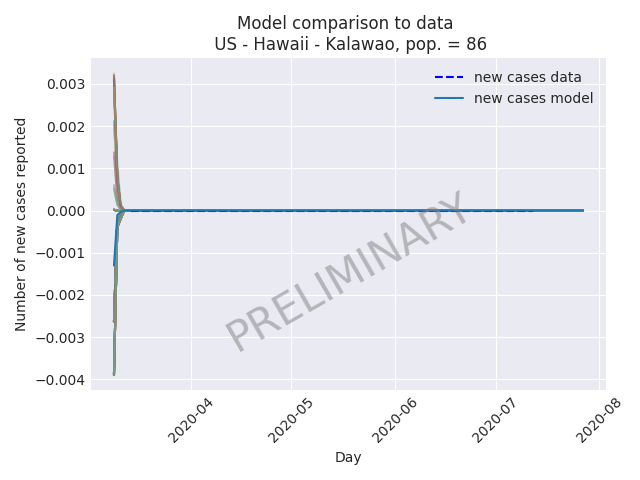 Model comparison to data
US - Hawaii - Kalawao, pop. = 86
new cases data
new cases model
Number of new cases reported
0.003
0.002
0.001
0.000
−0.001
−0.002
−0.003
−0.004
PRELIMINARY
2020-04
2020-05
2020-06
2020-07
2020-08
Day